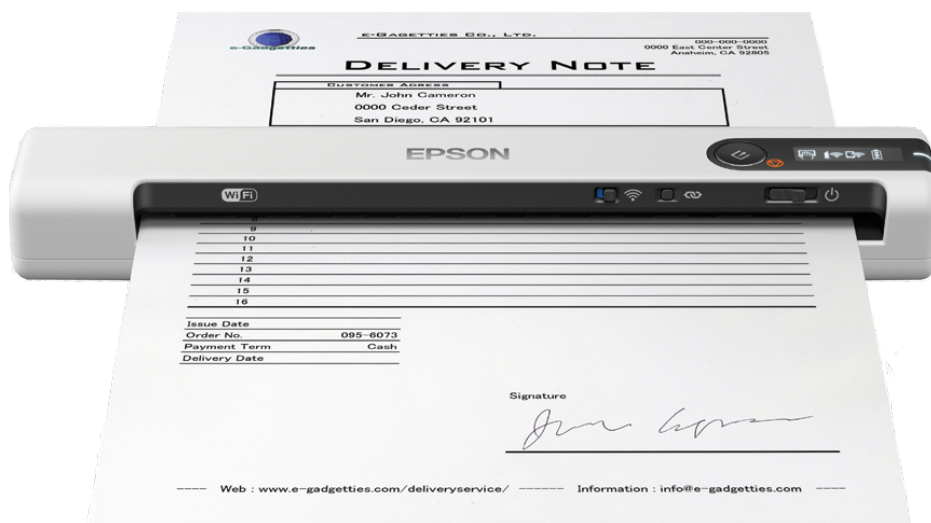 e-Gadgetties
E-GAGETTIES CO., LTD.
000-000-0000
0000 East Center Street
Anaheim, CA 92805
DELIVERY NOTE
CUSTOMER ADRESS
Mr. John Cameron
0000 Ceder Street
San Diego, CA 92101
EPSON
WiFi
8
9
10
11
12
13
14
15
16
Issue Date
Order No. 095-6073
Payment Term Cash
Delivery Date
Signature
Web : www.e-gadgetties.com/deliveryservice/ Information : info@e-gadgetties.com